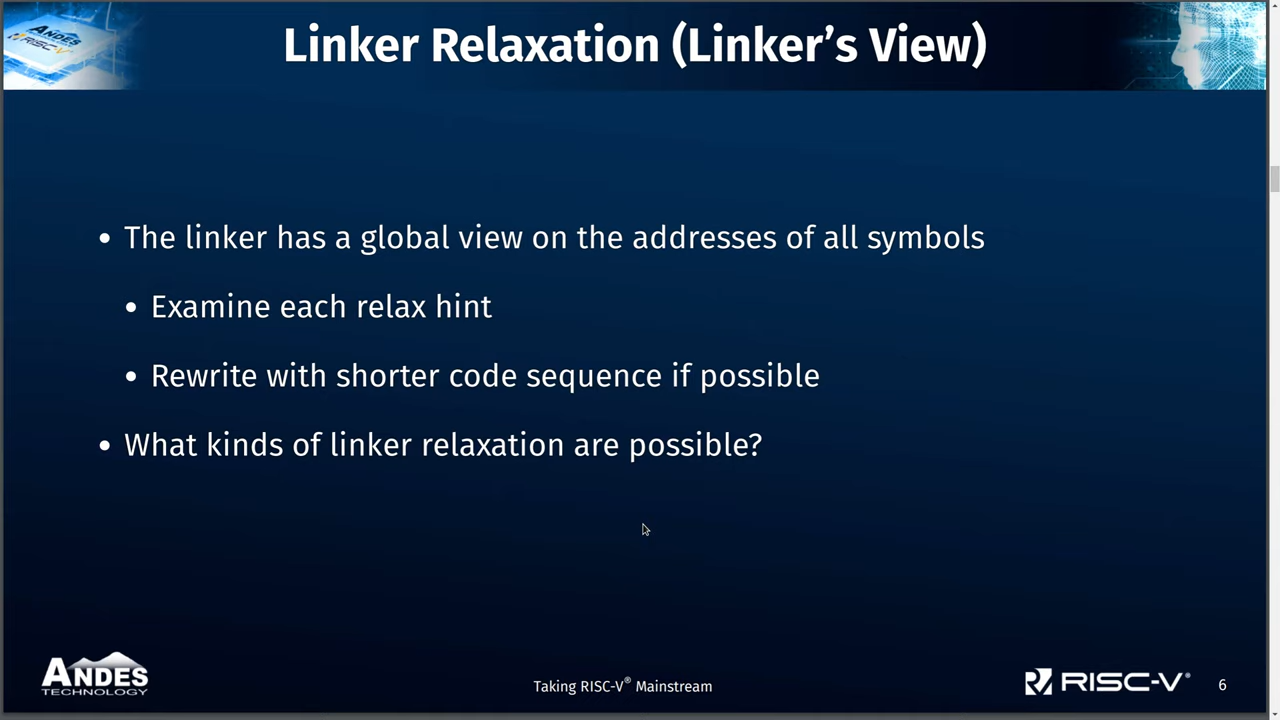 ANDES
RISC-V
Linker Relaxation (Linker's View)
• The linker has a global view on the addresses of all symbols
• Examine each relax hint
• Rewrite with shorter code sequence if possible
• What kinds of linker relaxation are possible?
ANDES
TECHNOLOGY
Taking RISC-V® Mainstream
RISC-V®
6